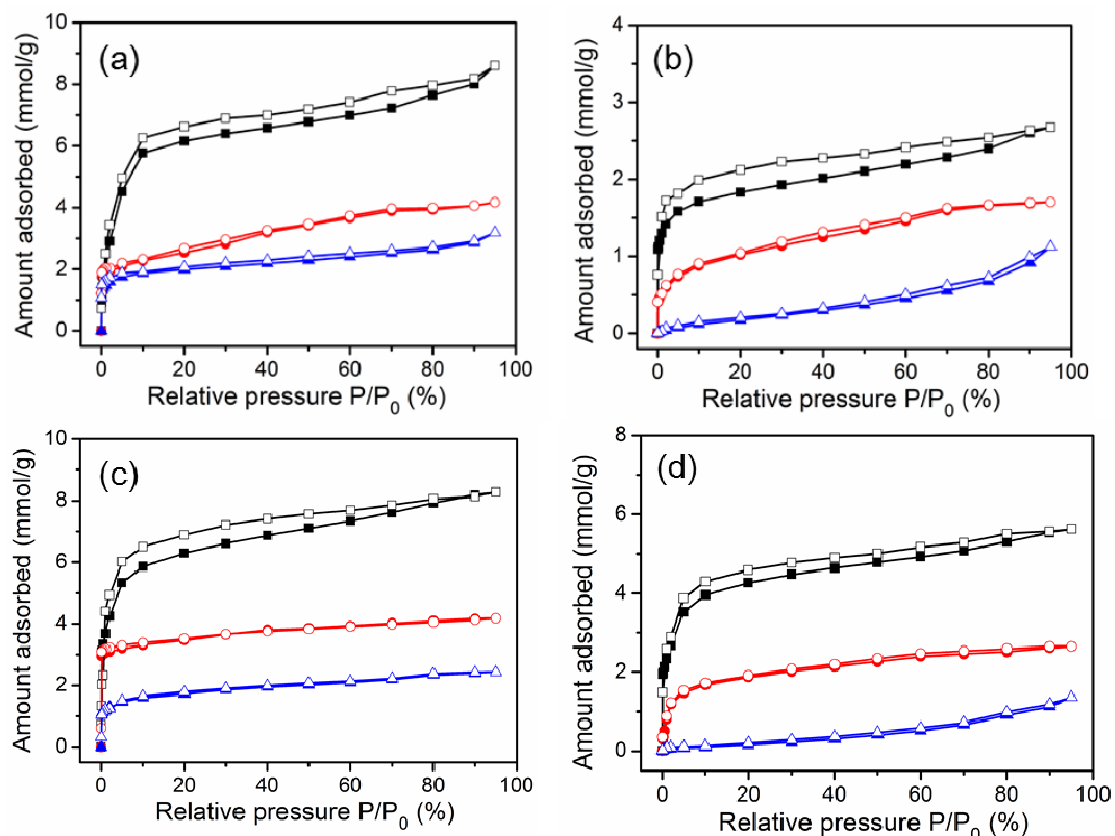 (a)
Amount adsorbed (mmol/g)
10
8
6
4
2
0
0 20 40 60 80 100
Relative pressure P/P₀ (%)
(b)
Amount adsorbed (mmol/g)
4
3
2
1
0
0 20 40 60 80 100
Relative pressure P/P₀ (%)
(c)
Amount adsorbed (mmol/g)
10
8
6
4
2
0
0 20 40 60 80 100
Relative pressure P/P₀ (%)
(d)
Amount adsorbed (mmol/g)
8
6
4
2
0
0 20 40 60 80 100
Relative pressure P/P₀ (%)